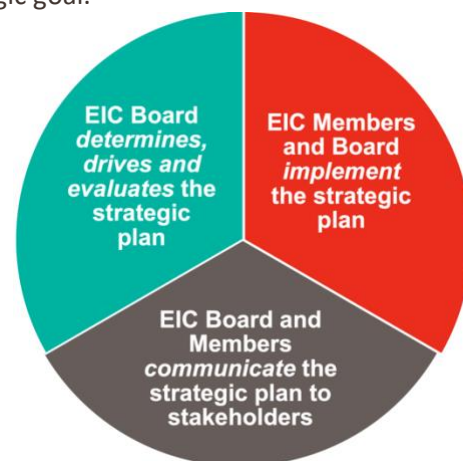 goal.
EIC Board
determines,
drives and
evaluates the
strategic
plan
EIC Members
and Board
implement
the strategic
plan
EIC Board and
Members
communicate the
strategic plan to
stakeholders